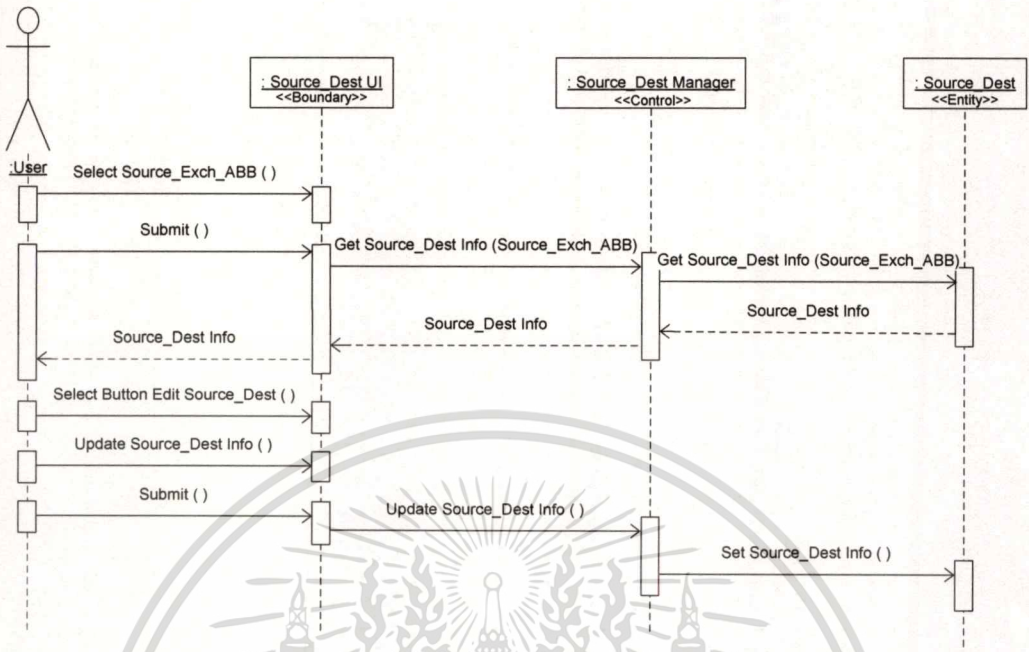 : Source_Dest UI
<<Boundary>>
: Source_Dest Manager
<<Control>>
: Source_Dest
<<Entity>>
:User
Select Source_Exch_ABB ( )
Submit ( )
Get Source_Dest Info (Source_Exch_ABB)
Get Source_Dest Info (Source_Exch_ABB)
Source_Dest Info
Source_Dest Info
Source_Dest Info
Select Button Edit Source_Dest ( )
Update Source_Dest Info ( )
Submit ( )
Update Source_Dest Info ( )
Set Source_Dest Info ( )